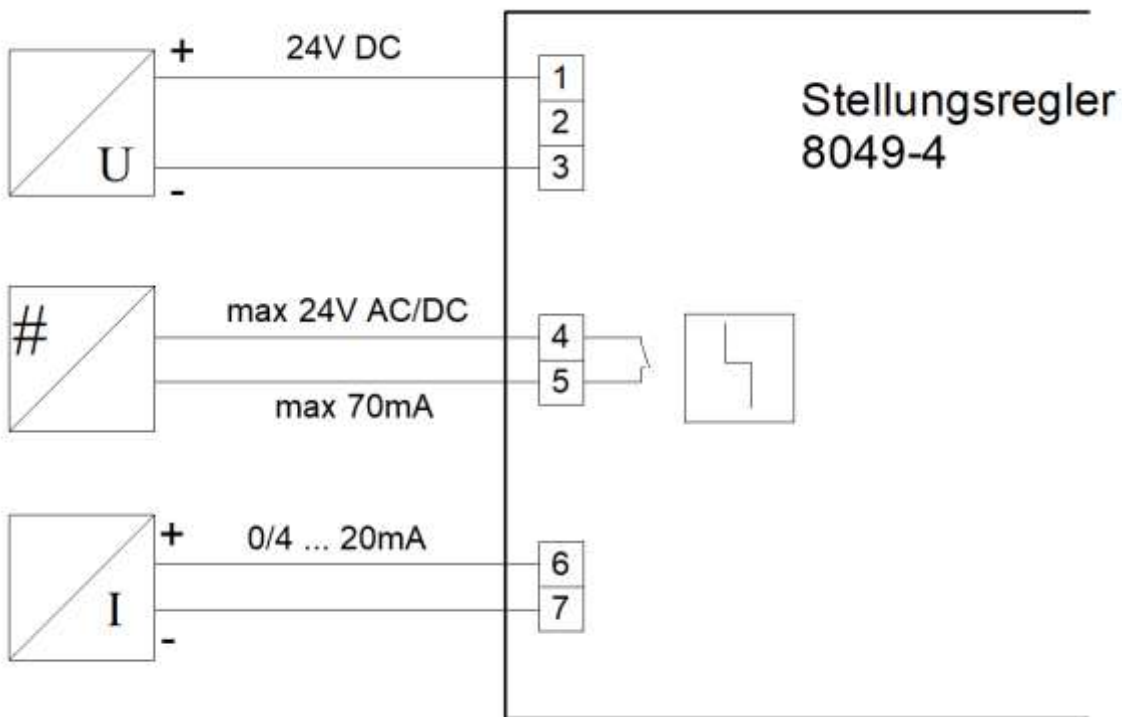 + 24V DC
1
Stellungsregler
8049-4
2
U
3
-
#
max 24V AC/DC
4
5
max 70mA
+ 0/4 ... 20mA
6
I
7
-